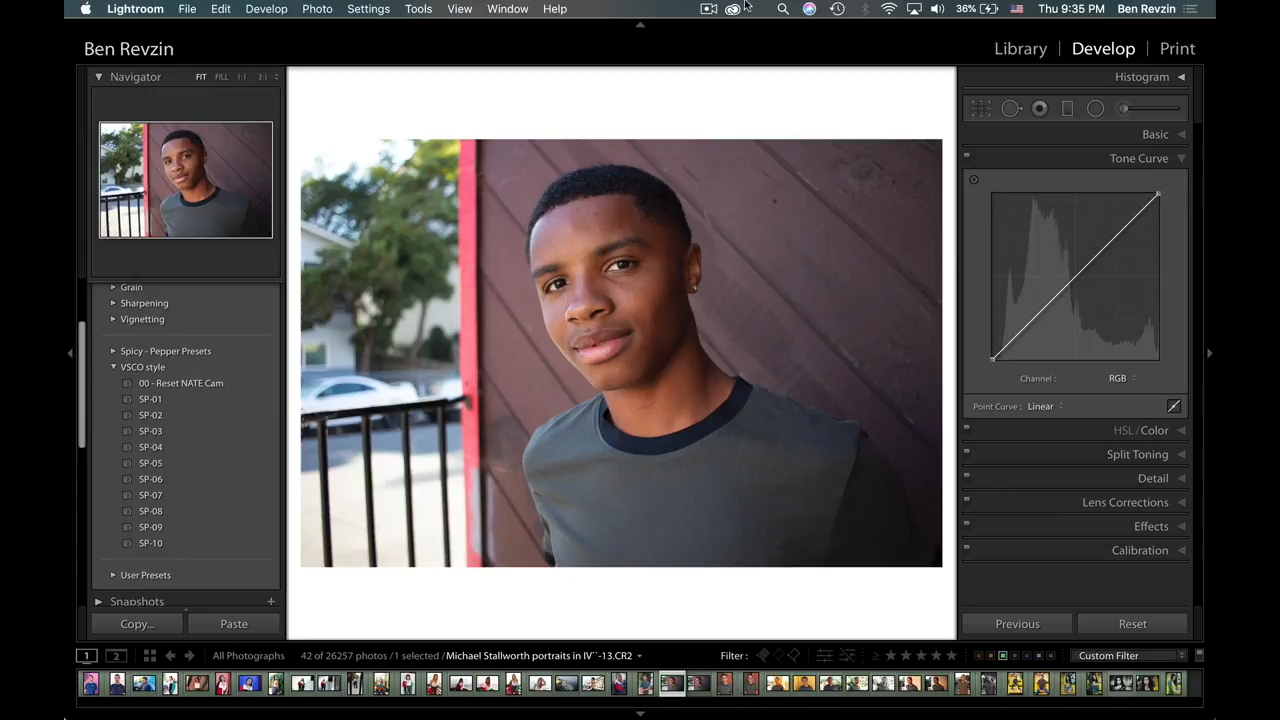 Lightroom File Edit Develop Photo Settings Tools View Window Help 36% Thu 9:35 PM Ben Revzin
Ben Revzin Library Develop Print
Navigator FIT FILL 1:1 3:1
Histogram
Basic
Tone Curve
Grain
Sharpening
Vignetting
Spicy - Pepper Presets
VSCO style
00 - Reset NATE Cam
SP-01
SP-02
SP-03
SP-04
SP-05
SP-06
SP-07
SP-08
SP-09
SP-10
User Presets
Snapshots
Copy... Paste
Channel : RGB
Point Curve : Linear
HSL / Color
Split Toning
Detail
Lens Corrections
Effects
Calibration
Previous Reset
1 2 All Photographs 42 of 26257 photos / 1 selected / Michael Stallworth portraits in IV¨-13.CR2 Filter : Custom Filter